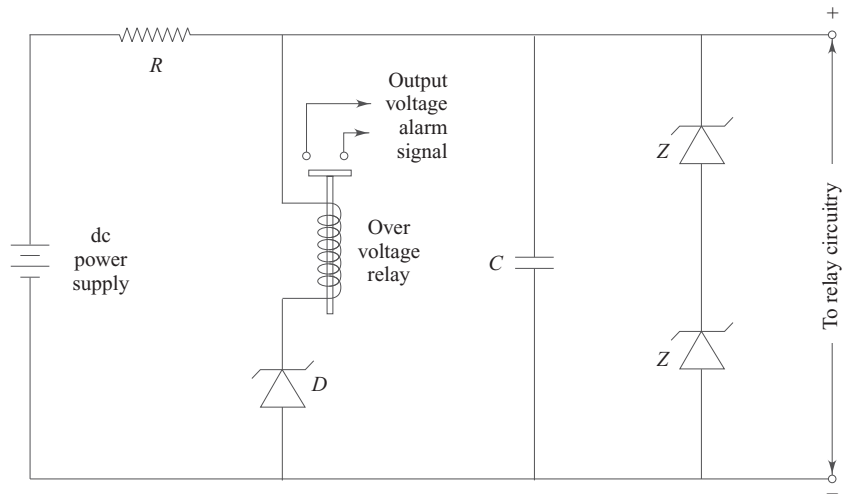 +
R
Output
voltage
alarm
signal
Z
dc
power
supply
Over
voltage
relay
C
To relay circuitry
Z
D
–